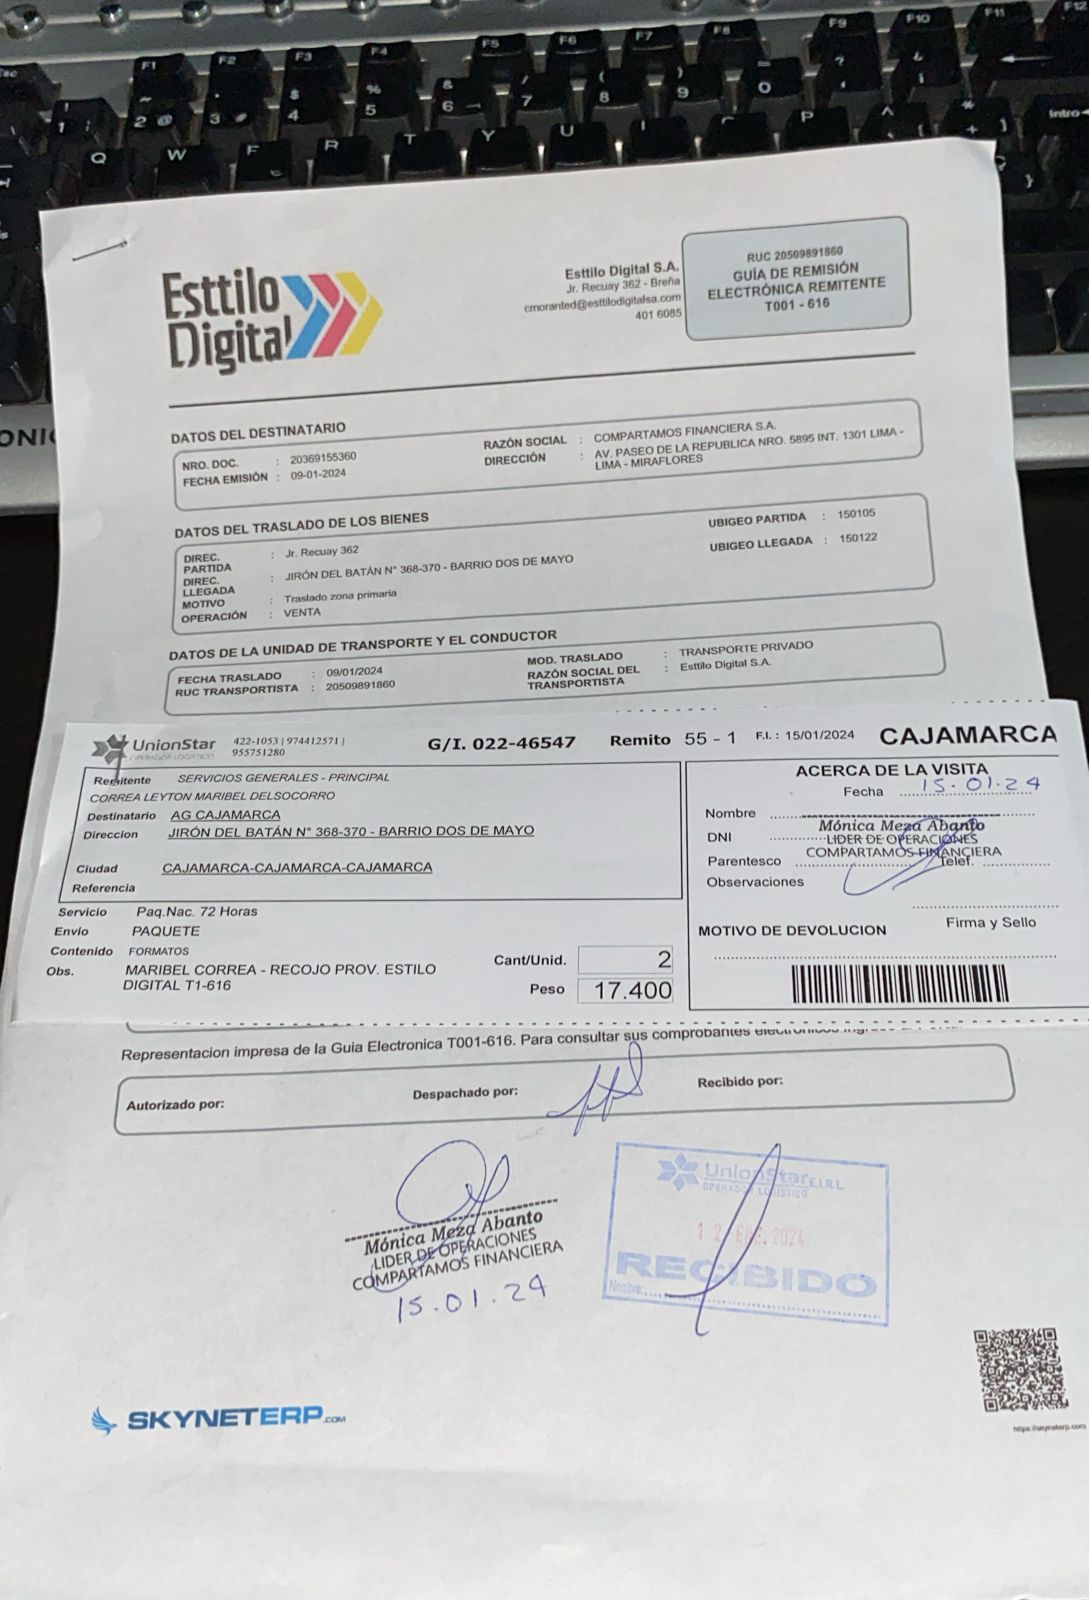 Esttilo
Digital
Esttilo Digital S.A.
Jr. Recuay 362 - Breña
cmoranted@esttilodigitalsa.com
401 6085
RUC 20509891860
GUÍA DE REMISIÓN
ELECTRÓNICA REMITENTE
T001 - 616
DATOS DEL DESTINATARIO
NRO. DOC. : 20369155360
FECHA EMISIÓN : 09-01-2024
RAZÓN SOCIAL : COMPARTAMOS FINANCIERA S.A.
DIRECCIÓN : AV. PASEO DE LA REPUBLICA NRO. 5895 INT. 1301 LIMA -
LIMA - MIRAFLORES
DATOS DEL TRASLADO DE LOS BIENES
DIREC. PARTIDA : Jr. Recuay 362
DIREC. LLEGADA : JIRÓN DEL BATÁN N° 368-370 - BARRIO DOS DE MAYO
MOTIVO : Traslado zona primaria
OPERACIÓN : VENTA
UBIGEO PARTIDA : 150105
UBIGEO LLEGADA : 150122
DATOS DE LA UNIDAD DE TRANSPORTE Y EL CONDUCTOR
FECHA TRASLADO : 09/01/2024
RUC TRANSPORTISTA : 20509891860
MOD. TRASLADO : TRANSPORTE PRIVADO
RAZÓN SOCIAL DEL TRANSPORTISTA : Esttilo Digital S.A.
UnionStar
OPERADOR LOGÍSTICO
422-1053 | 974412571 |
955751280
G/I. 022-46547
Remito 55 - 1
F.I. : 15/01/2024
CAJAMARCA
Remitente SERVICIOS GENERALES - PRINCIPAL
CORREA LEYTON MARIBEL DELSOCORRO
Destinatario AG CAJAMARCA
Direccion JIRÓN DEL BATÁN N° 368-370 - BARRIO DOS DE MAYO
Ciudad CAJAMARCA-CAJAMARCA-CAJAMARCA
Referencia
Servicio Paq.Nac. 72 Horas
Envio PAQUETE
Contenido FORMATOS
Obs. MARIBEL CORREA - RECOJO PROV. ESTILO
DIGITAL T1-616
Cant/Unid. 2
Peso 17.400
ACERCA DE LA VISITA
Fecha 15.01.24
Nombre
Mónica Meza Abanto
DNI LIDER DE OPERACIONES
COMPARTAMOS FINANCIERA
Parentesco Telef.
Observaciones
Firma y Sello
MOTIVO DE DEVOLUCION
Representacion impresa de la Guia Electronica T001-616. Para consultar sus comprobantes
Autorizado por:
Despachado por:
Recibido por:
Mónica Meza Abanto
LIDER DE OPERACIONES
COMPARTAMOS FINANCIERA
15.01.24
UnionStar E.I.R.L.
OPERADOR LOGÍSTICO
12 ENE. 2024
RECIBIDO
Nombre:
SKYNETERP.COM
https://skyneterp.com